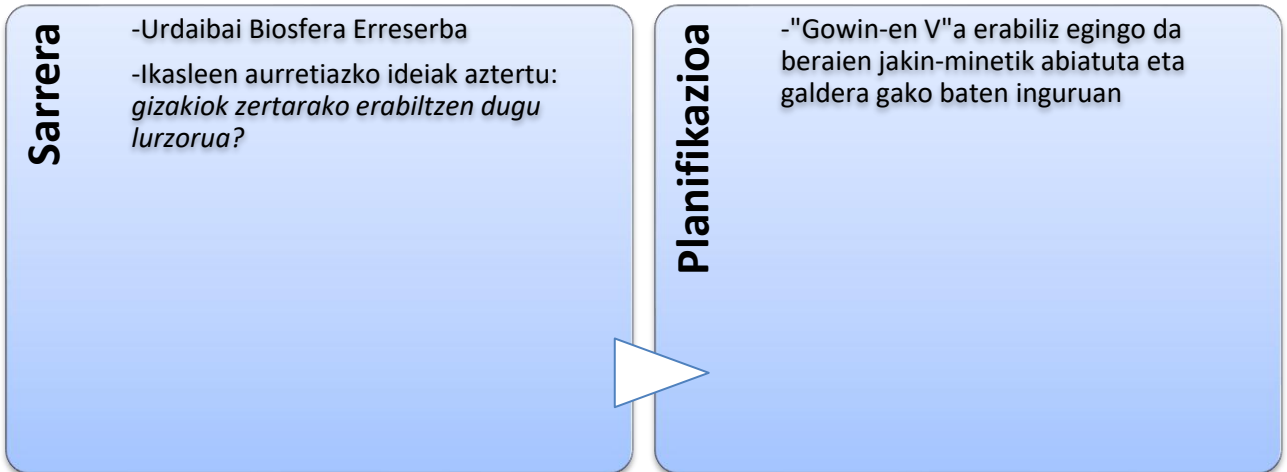 Sarrera
-Urdaibai Biosfera Erreserba
-Ikasleen aurretiazko ideiak aztertu:
gizakiok zertarako erabiltzen dugu
lurzorua?
Planifikazioa
-"Gowin-en V"a erabiliz egingo da
beraien jakin-minetik abiatuta eta
galdera gako baten inguruan